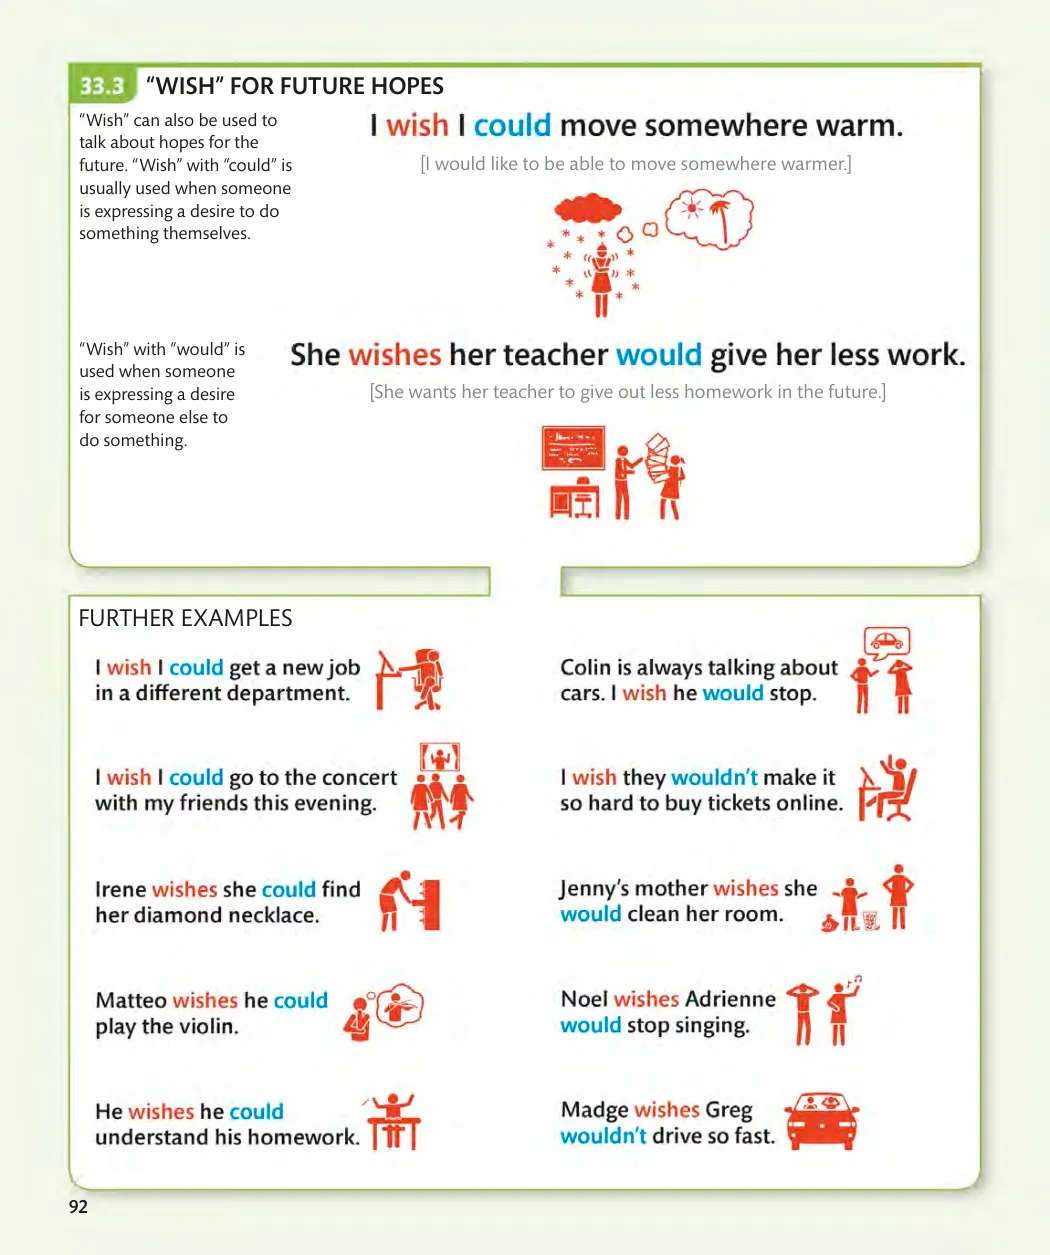 33.3 “WISH” FOR FUTURE HOPES
“Wish” can also be used to
talk about hopes for the
future. “Wish” with “could” is
usually used when someone
is expressing a desire to do
something themselves.
I wish I could move somewhere warm.
[I would like to be able to move somewhere warmer.]
“Wish” with “would” is
used when someone
is expressing a desire
for someone else to
do something.
She wishes her teacher would give her less work.
[She wants her teacher to give out less homework in the future.]
FURTHER EXAMPLES
I wish I could get a new job
in a different department.
I wish I could go to the concert
with my friends this evening.
Irene wishes she could find
her diamond necklace.
Matteo wishes he could
play the violin.
He wishes he could
understand his homework.
Colin is always talking about
cars. I wish he would stop.
I wish they wouldn’t make it
so hard to buy tickets online.
Jenny’s mother wishes she
would clean her room.
Noel wishes Adrienne
would stop singing.
Madge wishes Greg
wouldn’t drive so fast.
92